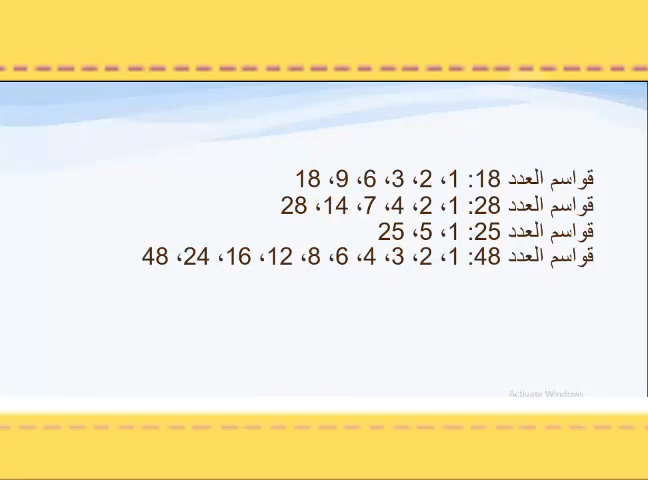 قواسم العدد 18: 1، 2، 3، 6، 9، 18
قواسم العدد 28: 1، 2، 4، 7، 14، 28
قواسم العدد 25: 1، 5، 25
قواسم العدد 48: 1، 2، 3، 4، 6، 8، 12، 16، 24، 48
Activate Windows